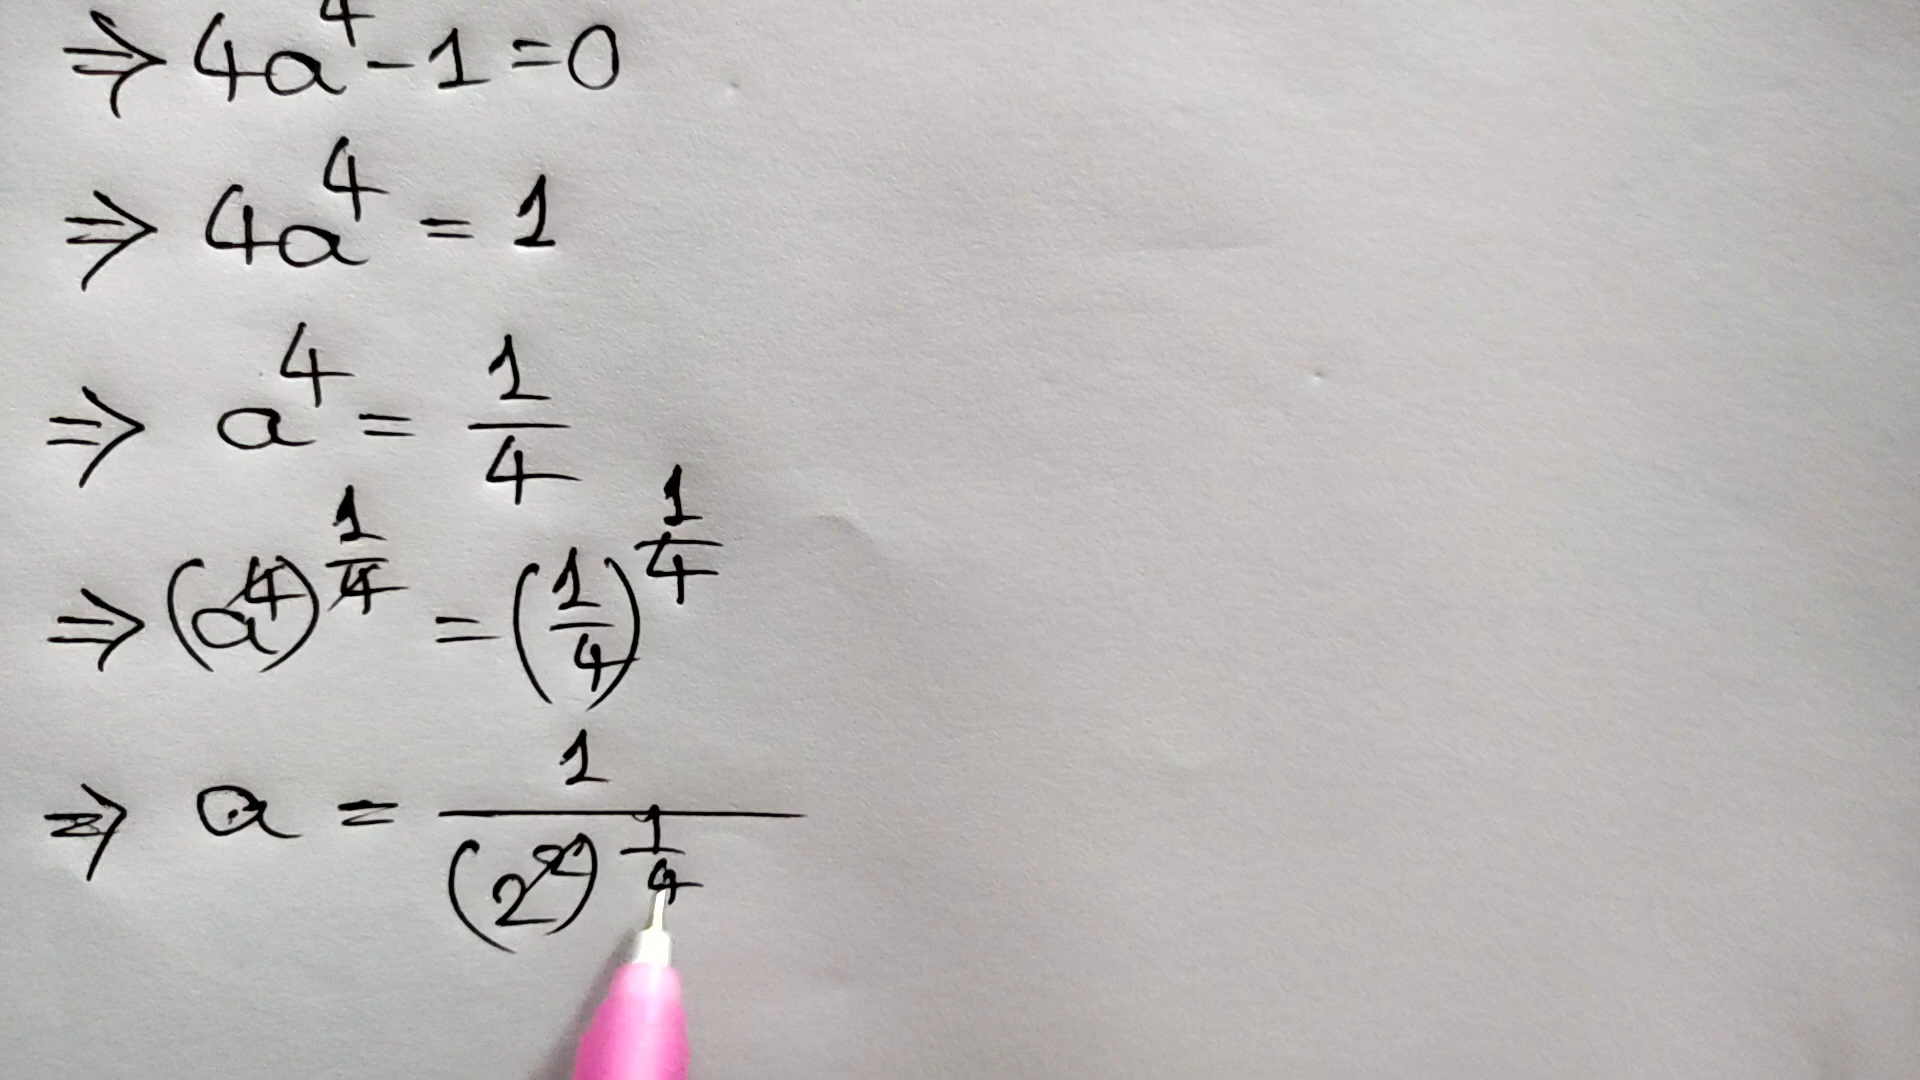 ⇒ 4a⁴ - 1 = 0
⇒ 4a⁴ = 1
⇒ a⁴ = 1/4
⇒ (a⁴)^(1/4) = (1/4)^(1/4)
⇒ a = 1/(2²)^(1/4)